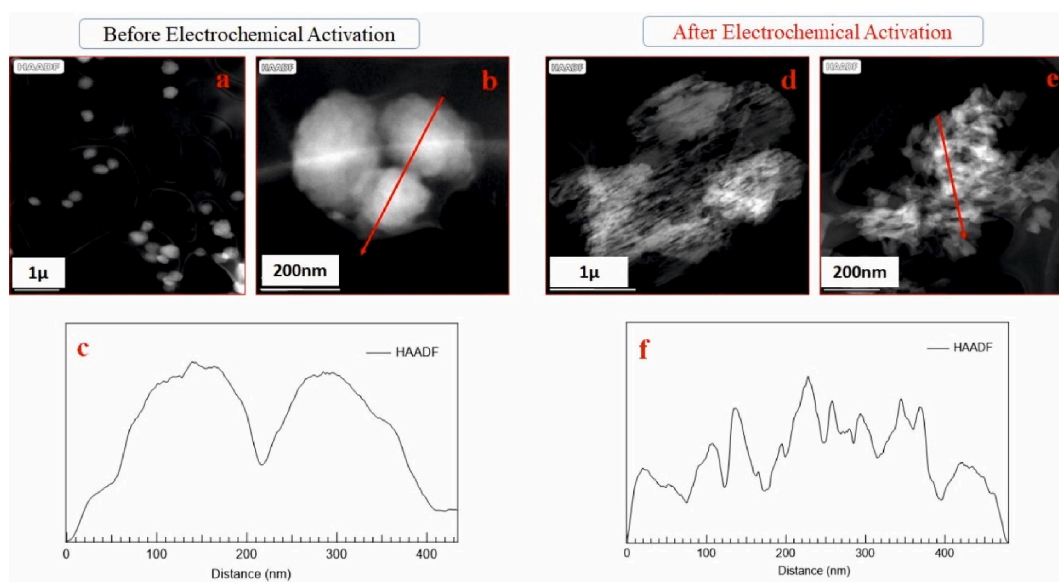 Before Electrochemical Activation
After Electrochemical Activation
HAADF
a
1μ
HAADF
b
200nm
HAADF
d
1μ
HAADF
e
200nm
c
HAADF
0 100 200 300 400
Distance (nm)
f
HAADF
0 100 200 300 400
Distance (nm)